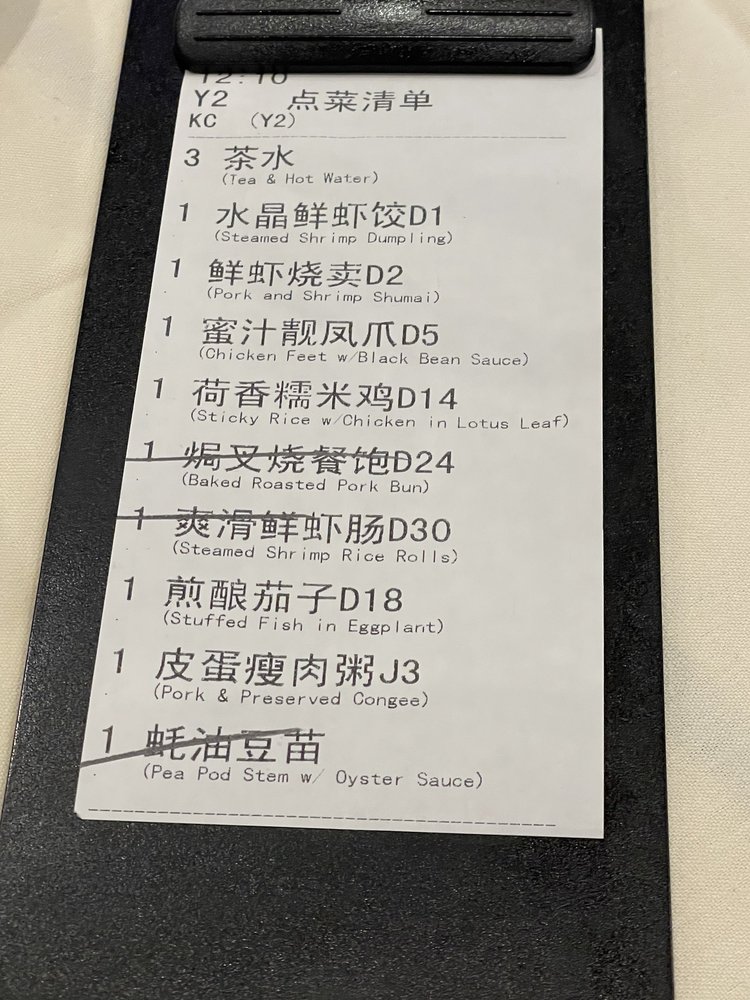 12:10
Y2 点菜清单
KC (Y2)
3 茶水
(Tea & Hot Water)
1 水晶鲜虾饺D1
(Steamed Shrimp Dumpling)
1 鲜虾烧卖D2
(Pork and Shrimp Shumai)
1 蜜汁靓凤爪D5
(Chicken Feet w/Black Bean Sauce)
1 荷香糯米鸡D14
(Sticky Rice w/Chicken in Lotus Leaf)
1 焗叉烧餐饱D24
(Baked Roasted Pork Bun)
1 爽滑鲜虾肠D30
(Steamed Shrimp Rice Rolls)
1 煎酿茄子D18
(Stuffed Fish in Eggplant)
1 皮蛋瘦肉粥J3
(Pork & Preserved Congee)
1 蚝油豆苗
(Pea Pod Stem w/ Oyster Sauce)